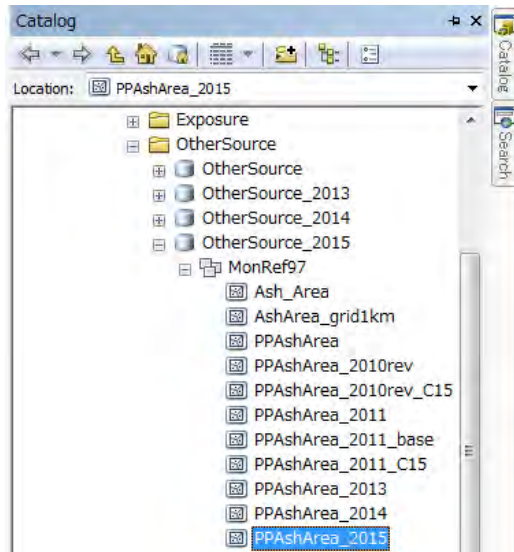 Catalog
Location: PPAshArea_2015
Exposure
OtherSource
OtherSource
OtherSource_2013
OtherSource_2014
OtherSource_2015
MonRef97
Ash_Area
AshArea_grid1km
PPAshArea
PPAshArea_2010rev
PPAshArea_2010rev_C15
PPAshArea_2011
PPAshArea_2011_base
PPAshArea_2011_C15
PPAshArea_2013
PPAshArea_2014
PPAshArea_2015
Catalog
Search